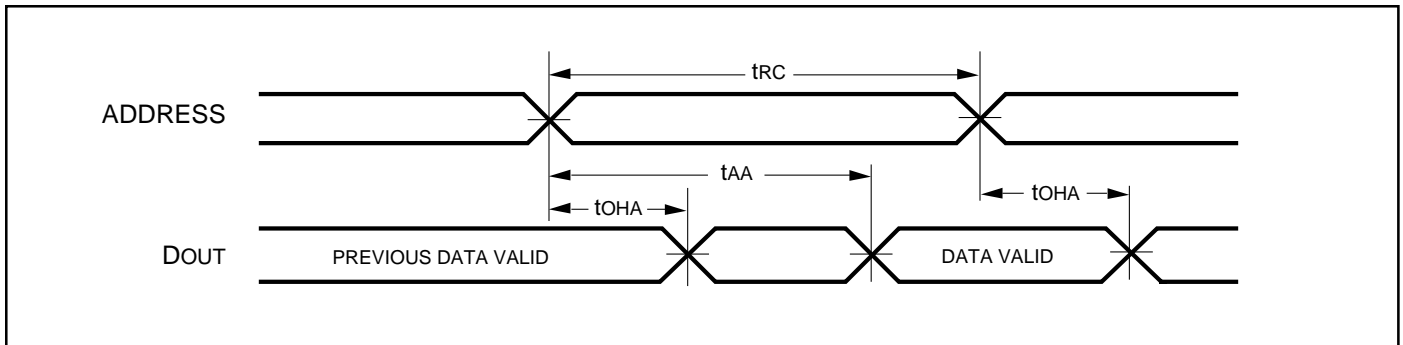 tRC
ADDRESS
tAA
tOHA
tOHA
DOUT
PREVIOUS DATA VALID
DATA VALID